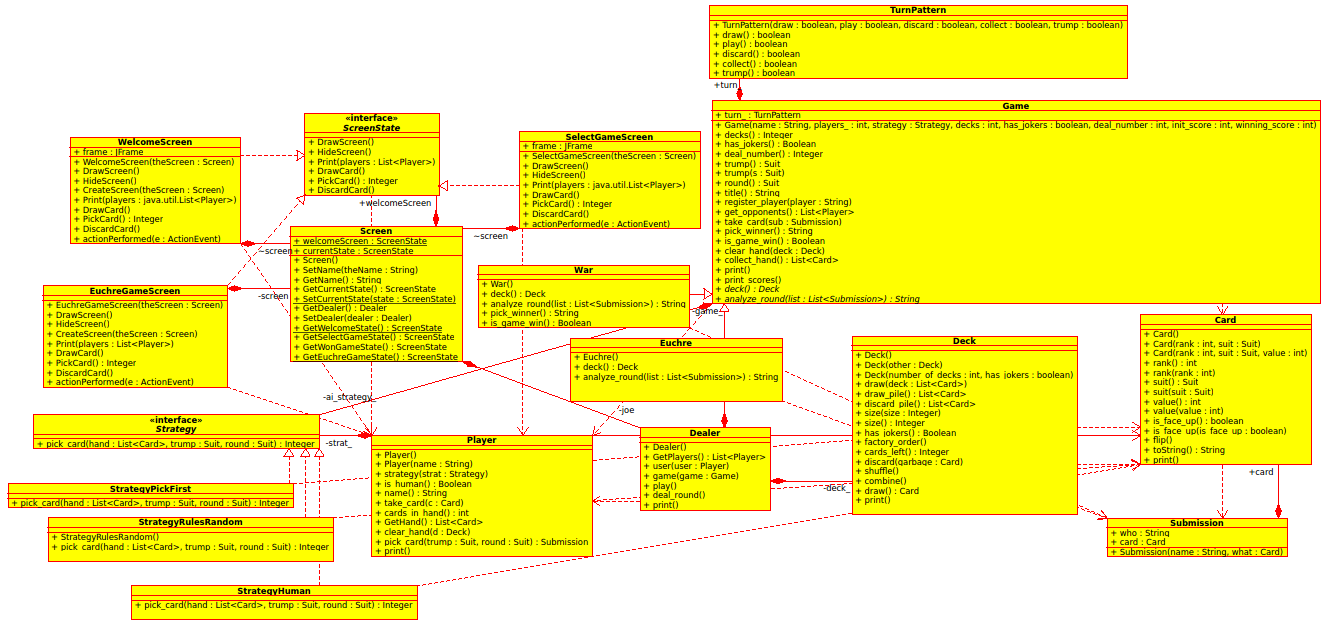 TurnPattern
+ TurnPattern(draw : boolean, play : boolean, discard : boolean, collect : boolean, trump : boolean)
+ draw() : boolean
+ play() : boolean
+ discard() : boolean
+ collect() : boolean
+ trump() : boolean
+turn_
Game
+ turn_ : TurnPattern
+ Game(name : String, players_ : int, strategy : Strategy, decks : int, has_jokers : boolean, deal_number : int, init_score : int, winning_score : int)
+ decks() : Integer
+ has_jokers() : Boolean
+ deal_number() : Integer
+ trump() : Suit
+ trump(s : Suit)
+ round() : Suit
+ title() : String
+ register_player(player : String)
+ get_opponents() : List<Player>
+ take_card(sub : Submission)
+ pick_winner() : String
+ is_game_win() : Boolean
+ clear_hand(deck : Deck)
+ collect_hand() : List<Card>
+ print()
+ print_scores()
+ deck() : Deck
+ analyze_round(list : List<Submission>) : String
«interface»
ScreenState
+ DrawScreen()
+ HideScreen()
+ Print(players : List<Player>)
+ DrawCard()
+ PickCard() : Integer
+ DiscardCard()
+welcomeScreen
WelcomeScreen
+ frame : JFrame
+ WelcomeScreen(theScreen : Screen)
+ DrawScreen()
+ HideScreen()
+ CreateScreen(theScreen : Screen)
+ Print(players : java.util.List<Player>)
+ DrawCard()
+ PickCard() : Integer
+ DiscardCard()
+ actionPerformed(e : ActionEvent)
~screen
SelectGameScreen
+ frame : JFrame
+ SelectGameScreen(theScreen : Screen)
+ DrawScreen()
+ HideScreen()
+ Print(players : java.util.List<Player>)
+ DrawCard()
+ PickCard() : Integer
+ DiscardCard()
+ actionPerformed(e : ActionEvent)
~screen
Screen
+ welcomeScreen : ScreenState
+ currentState : ScreenState
+ Screen()
+ SetName(theName : String)
+ GetName() : String
+ GetCurrentState() : ScreenState
+ SetCurrentState(state : ScreenState)
+ GetDealer() : Dealer
+ SetDealer(dealer : Dealer)
+ GetWelcomeState() : ScreenState
+ GetSelectGameState() : ScreenState
+ GetWonGameState() : ScreenState
+ GetEuchreGameState() : ScreenState
EuchreGameScreen
+ EuchreGameScreen(theScreen : Screen)
+ DrawScreen()
+ HideScreen()
+ CreateScreen(theScreen : Screen)
+ Print(players : List<Player>)
+ DrawCard()
+ PickCard() : Integer
+ DiscardCard()
+ actionPerformed(e : ActionEvent)
-screen
War
+ War()
+ deck() : Deck
+ analyze_round(list : List<Submission>) : String
+ pick_winner() : String
+ is_game_win() : Boolean
-game_
Euchre
+ Euchre()
+ deck() : Deck
+ analyze_round(list : List<Submission>) : String
-joe
Deck
+ Deck()
+ Deck(other : Deck)
+ Deck(number_of_decks : int, has_jokers : boolean)
+ draw(deck : List<Card>)
+ draw_pile() : List<Card>
+ discard_pile() : List<Card>
+ size(size : Integer)
+ size() : Integer
+ has_jokers() : Boolean
+ factory_order()
+ cards_left() : Integer
+ discard(garbage : Card)
+ shuffle()
+ combine()
+ draw() : Card
+ print()
-deck_
Card
+ Card()
+ Card(rank : int, suit : Suit)
+ Card(rank : int, suit : Suit, value : int)
+ rank() : int
+ rank(rank : int)
+ suit() : Suit
+ suit(suit : Suit)
+ value() : int
+ value(value : int)
+ is_face_up() : boolean
+ is_face_up(is_face_up : boolean)
+ flip()
+ toString() : String
+ print()
+card
«interface»
Strategy
+ pick_card(hand : List<Card>, trump : Suit, round : Suit) : Integer
-ai_strategy_
-strat_
Player
+ Player()
+ Player(name : String)
+ strategy(strat : Strategy)
+ is_human() : Boolean
+ name() : String
+ take_card(c : Card)
+ cards_in_hand() : int
+ GetHand() : List<Card>
+ clear_hand(d : Deck)
+ pick_card(trump : Suit, round : Suit) : Submission
+ print()
Dealer
+ Dealer()
+ GetPlayers() : List<Player>
+ user(user : Player)
+ game(game : Game)
+ play()
+ deal_round()
+ print()
StrategyPickFirst
+ pick_card(hand : List<Card>, trump : Suit, round : Suit) : Integer
StrategyRulesRandom
+ StrategyRulesRandom()
+ pick_card(hand : List<Card>, trump : Suit, round : Suit) : Integer
StrategyHuman
+ pick_card(hand : List<Card>, trump : Suit, round : Suit) : Integer
Submission
+ who : String
+ card : Card
+ Submission(name : String, what : Card)